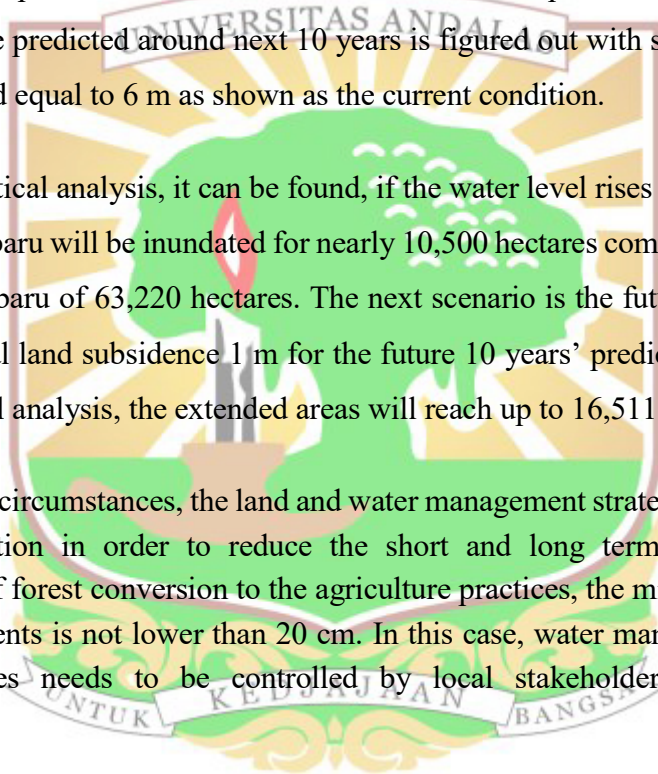 UNIVERSITAS ANDALAS
e predicted around next 10 years is figured out with s
d equal to 6 m as shown as the current condition.
tical analysis, it can be found, if the water level rises
baru will be inundated for nearly 10,500 hectares com
baru of 63,220 hectares. The next scenario is the fut
al land subsidence 1 m for the future 10 years’ predic
l analysis, the extended areas will reach up to 16,511
circumstances, the land and water management strate
tion in order to reduce the short and long term
f forest conversion to the agriculture practices, the m
ents is not lower than 20 cm. In this case, water man
es needs to be controlled by local stakeholder
UNTUK KEDJAJAAN BANGSA